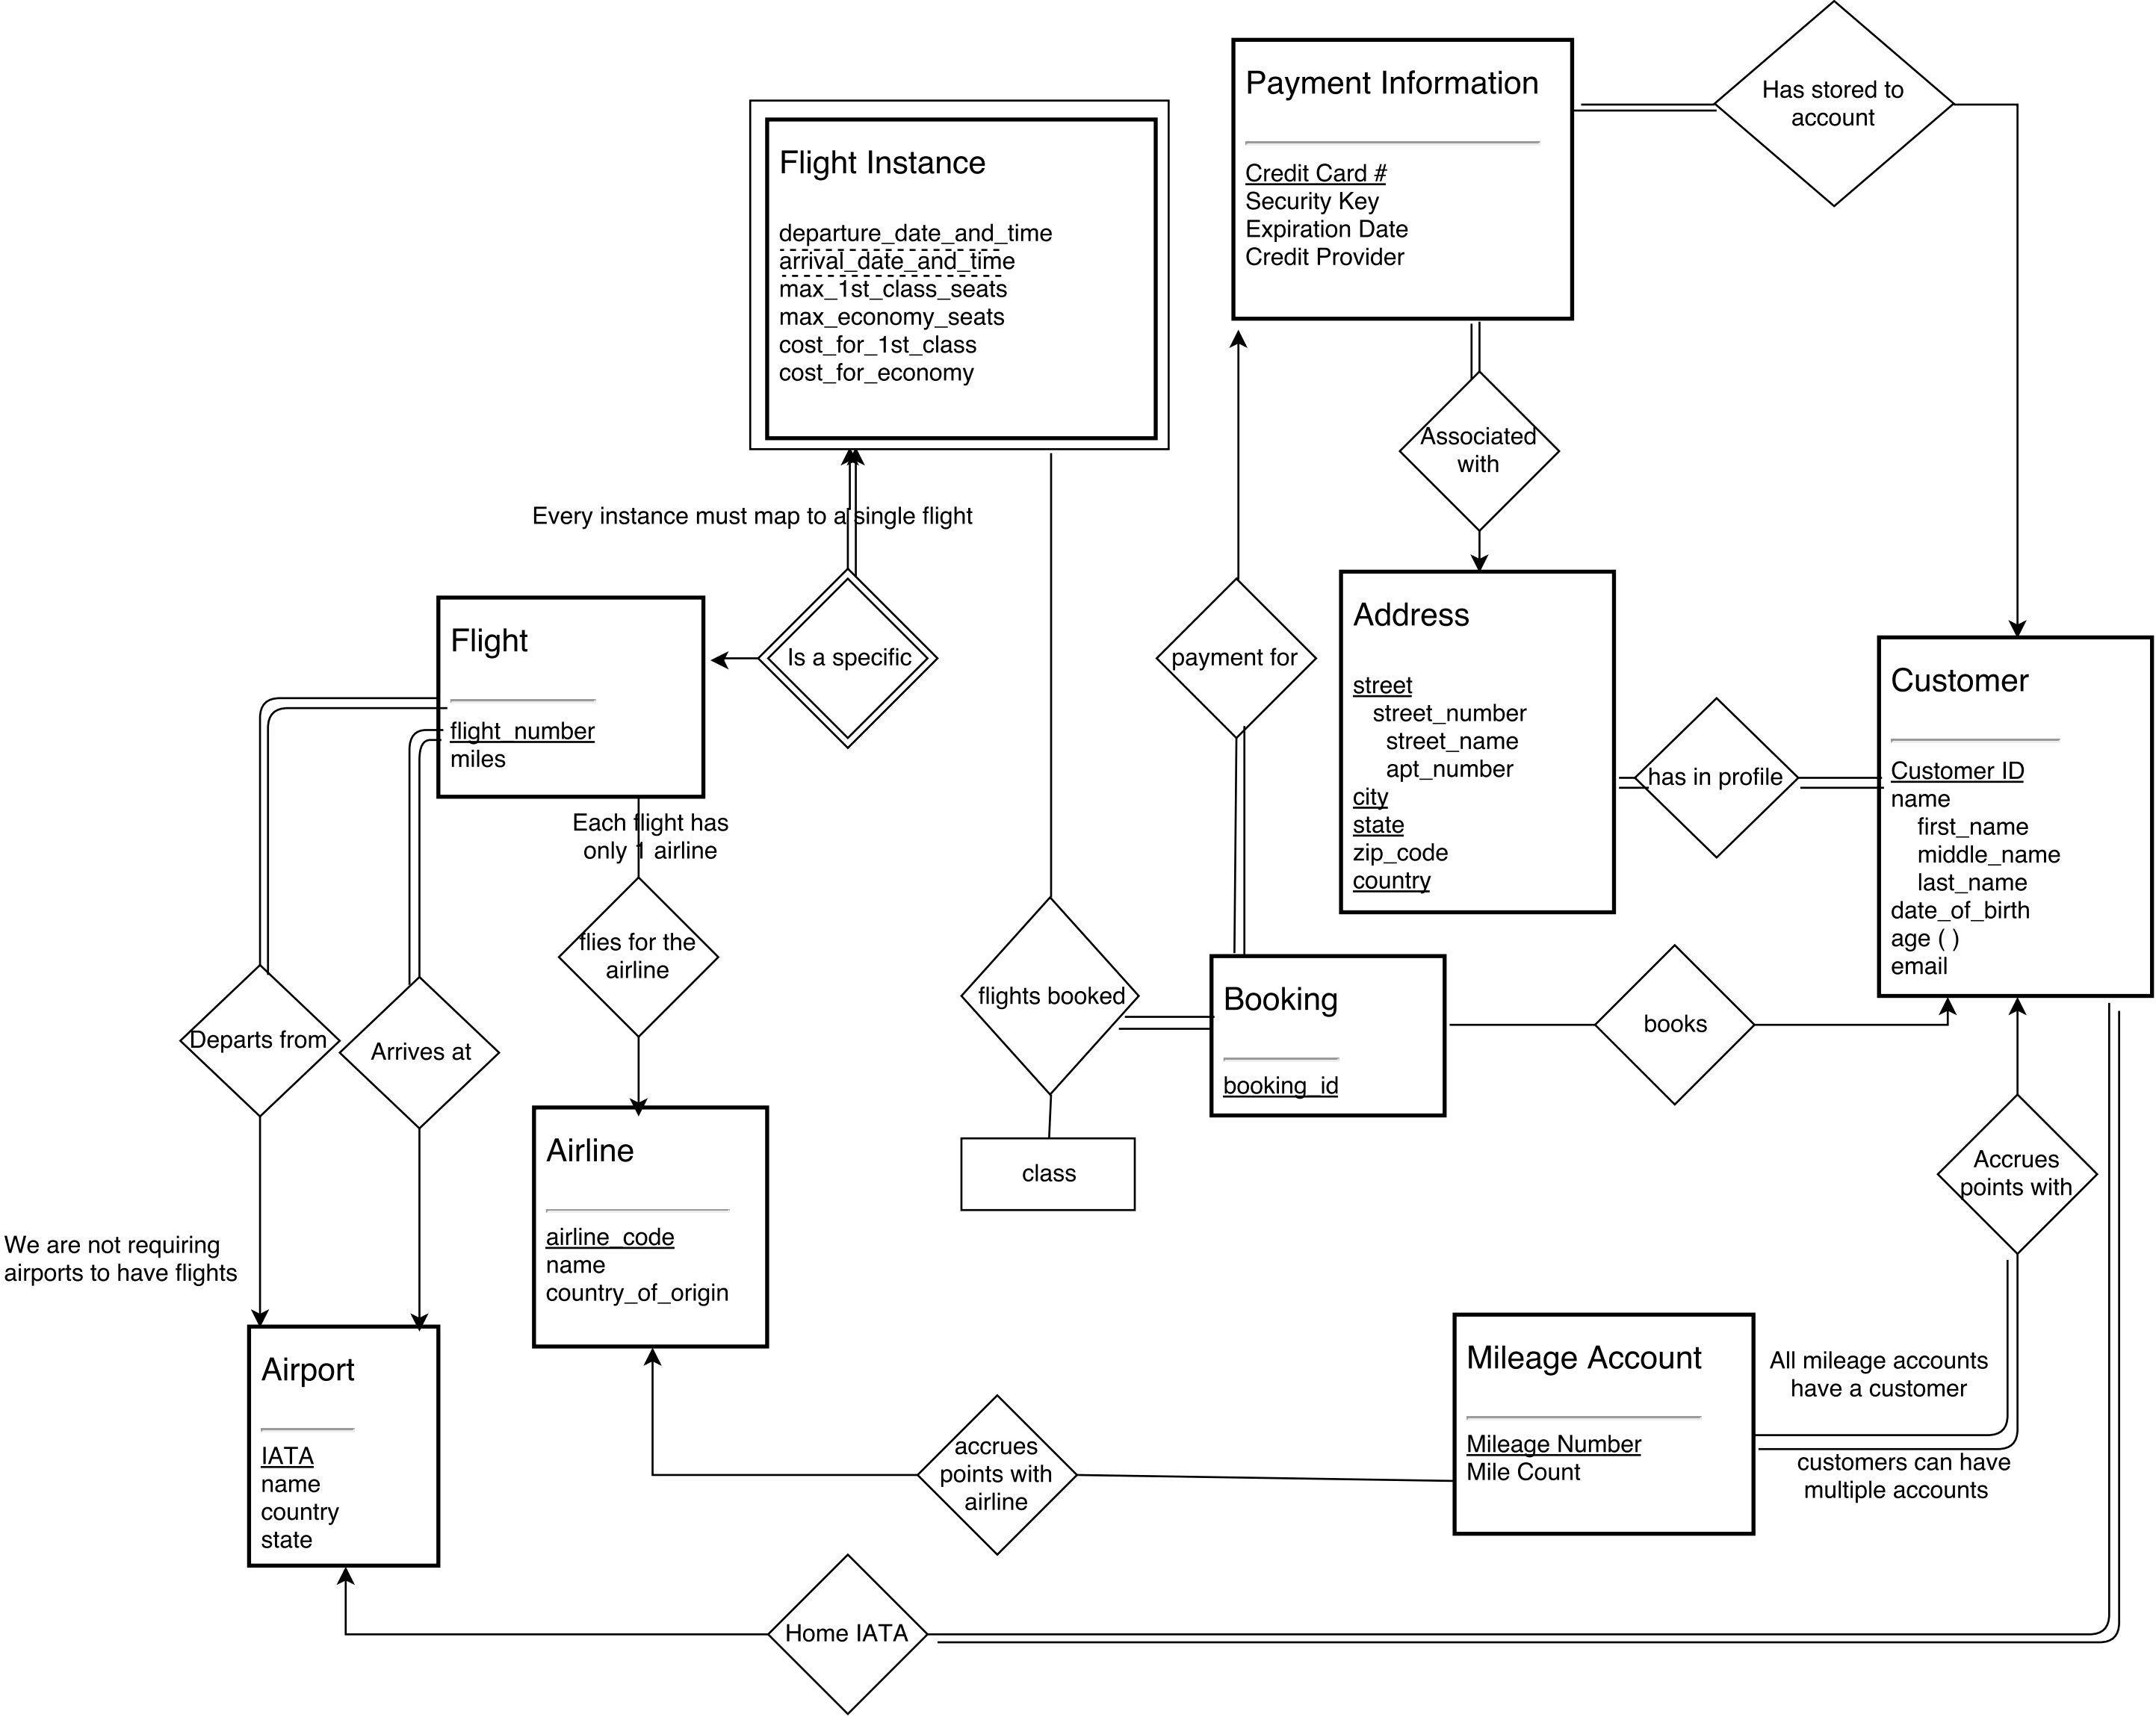 Payment Information
Credit Card #
Security Key
Expiration Date
Credit Provider
Has stored to
account
Flight Instance
departure_date_and_time
arrival_date_and_time
max_1st_class_seats
max_economy_seats
cost_for_1st_class
cost_for_economy
Associated
with
Every instance must map to a single flight
Flight
flight_number
miles
Is a specific
payment for
Address
street
street_number
street_name
apt_number
city
state
zip_code
country
has in profile
Customer
Customer ID
name
first_name
middle_name
last_name
date_of_birth
age ( )
email
Each flight has
only 1 airline
flies for the
airline
Departs from
Arrives at
flights booked
Booking
booking_id
books
class
Airline
airline_code
name
country_of_origin
Accrues
points with
We are not requiring
airports to have flights
Airport
IATA
name
country
state
Mileage Account
Mileage Number
Mile Count
All mileage accounts
have a customer
customers can have
multiple accounts
accrues
points with
airline
Home IATA